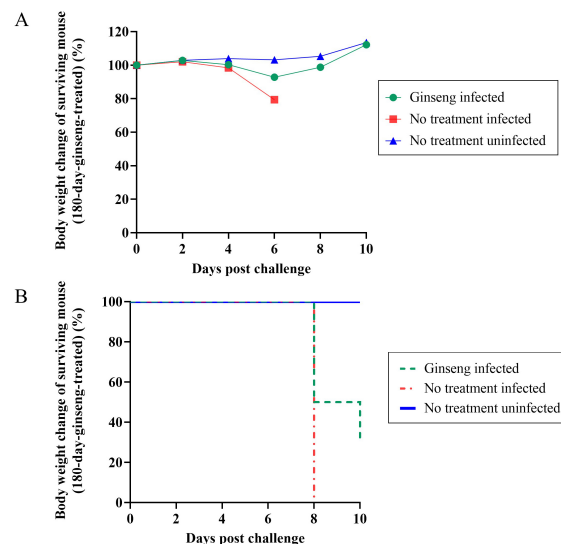 A
Body weight change of surviving mouse
(180-day-ginseng-treated) (%)
120
100
80
60
40
20
0
0 2 4 6 8 10
Days post challenge
Ginseng infected
No treatment infected
No treatment uninfected
B
Body weight change of surviving mouse
(180-day-ginseng-treated) (%)
100
80
60
40
20
0
0 2 4 6 8 10
Days post challenge
Ginseng infected
No treatment infected
No treatment uninfected